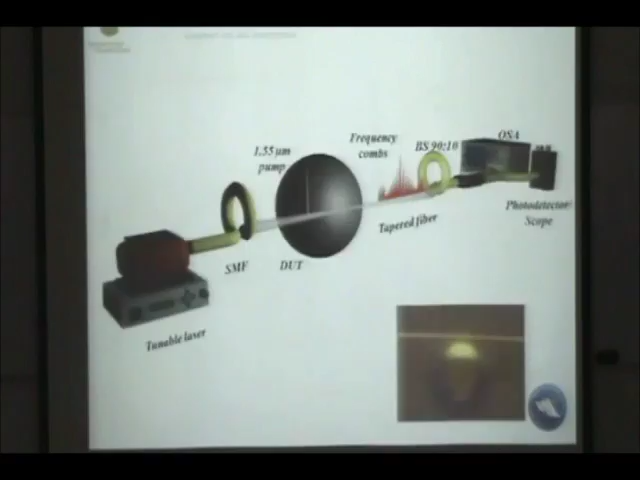 1.55 μm
pump
Frequency
combs
BS 90:10
OSA
Photodetector/
Scope
Tapered fiber
SMF
DUT
Tunable laser